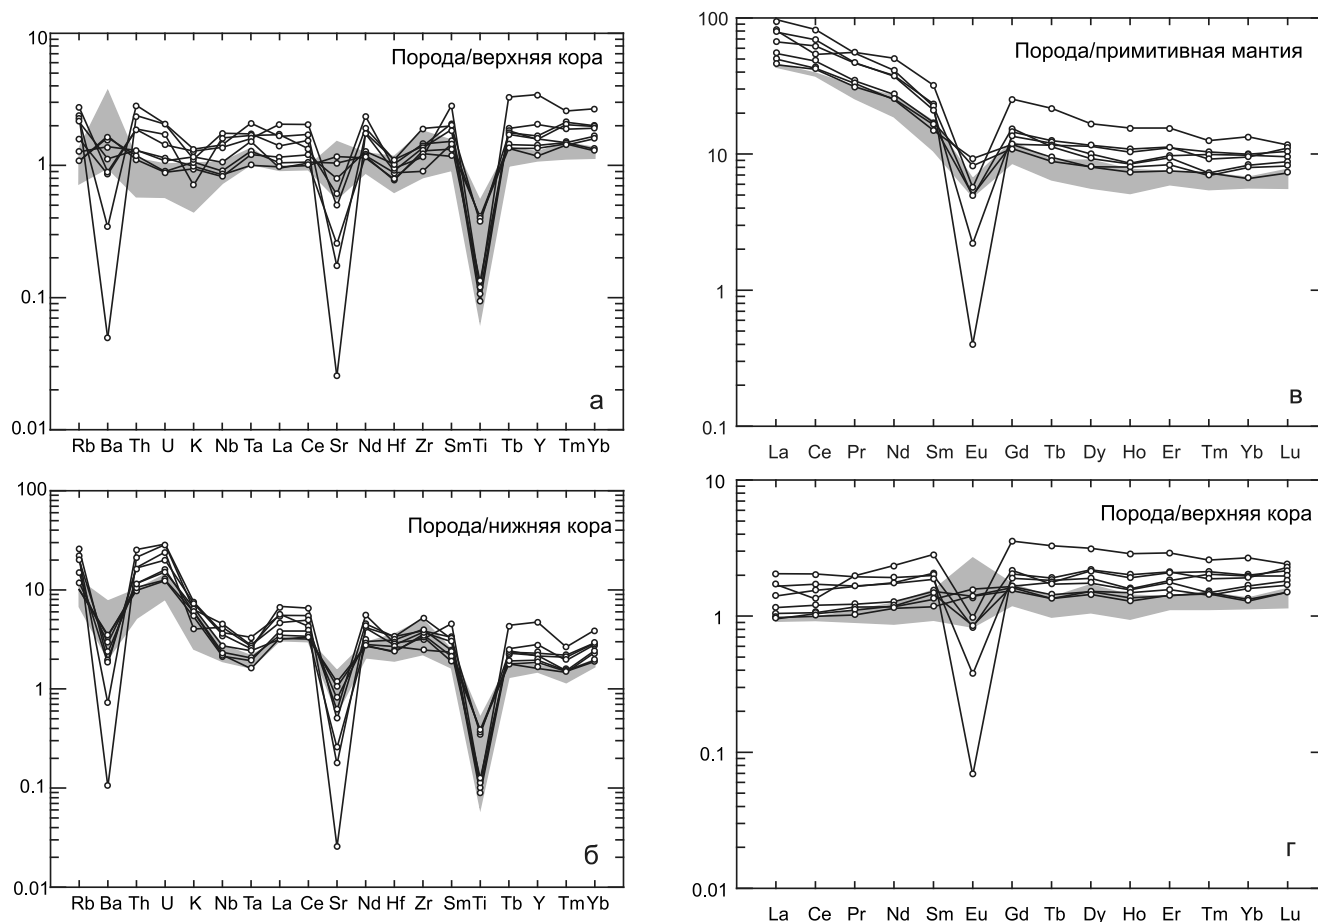 10
1
0.1
0.01
Порода/верхняя кора
а
Rb Ba Th U K Nb Ta La Ce Sr Nd Hf Zr Sm Ti Tb Y Tm Yb
100
10
1
0.1
0.01
Порода/нижняя кора
б
Rb Ba Th U K Nb Ta La Ce Sr Nd Hf Zr Sm Ti Tb Y Tm Yb
100
10
1
0.1
Порода/примитивная мантия
в
La Ce Pr Nd Sm Eu Gd Tb Dy Ho Er Tm Yb Lu
10
1
0.1
0.01
Порода/верхняя кора
г
La Ce Pr Nd Sm Eu Gd Tb Dy Ho Er Tm Yb Lu